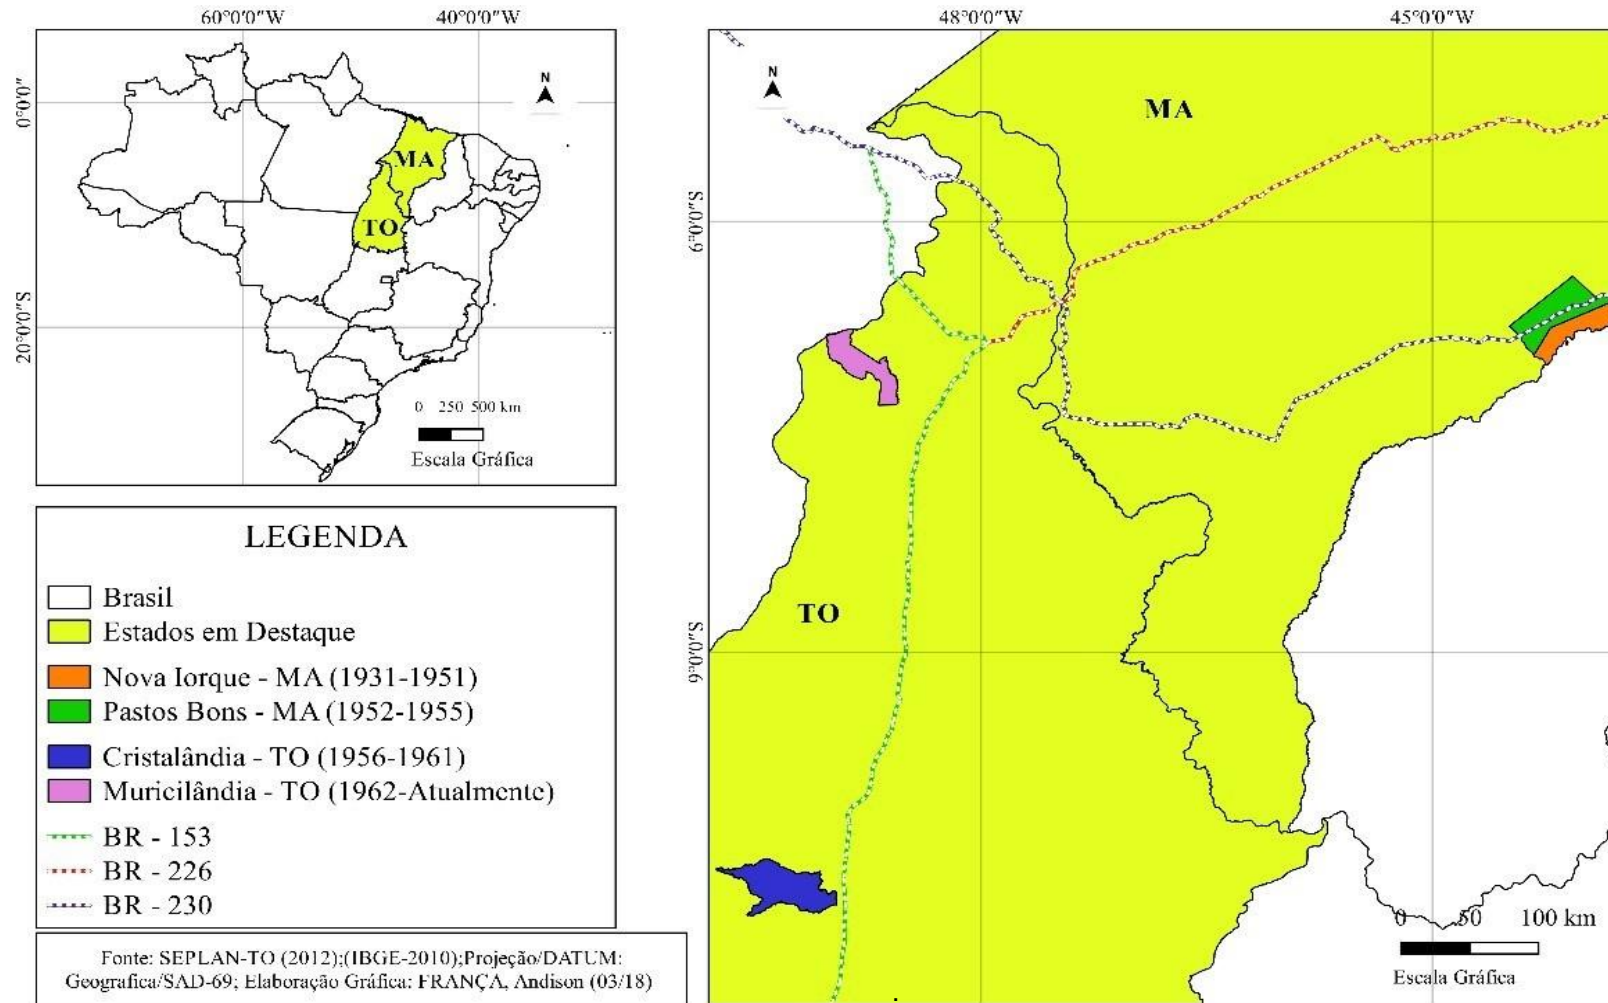 60°0'0"W
40°0'0"W
0°0'0"
20°0'0"S
N
MA
TO
0 250 500 km
Escala Gráfica
LEGENDA
Brasil
Estados em Destaque
Nova Iorque - MA (1931-1951)
Pastos Bons - MA (1952-1955)
Cristalândia - TO (1956-1961)
Muricilândia - TO (1962-Atualmente)
BR - 153
BR - 226
BR - 230
Fonte: SEPLAN-TO (2012);(IBGE-2010);Projeção/DATUM:
Geografica/SAD-69; Elaboração Gráfica: FRANÇA, Andison (03/18)
48°0'0"W
45°0'0"W
6°0'0"S
9°0'0"S
N
MA
TO
0 50 100 km
Escala Gráfica